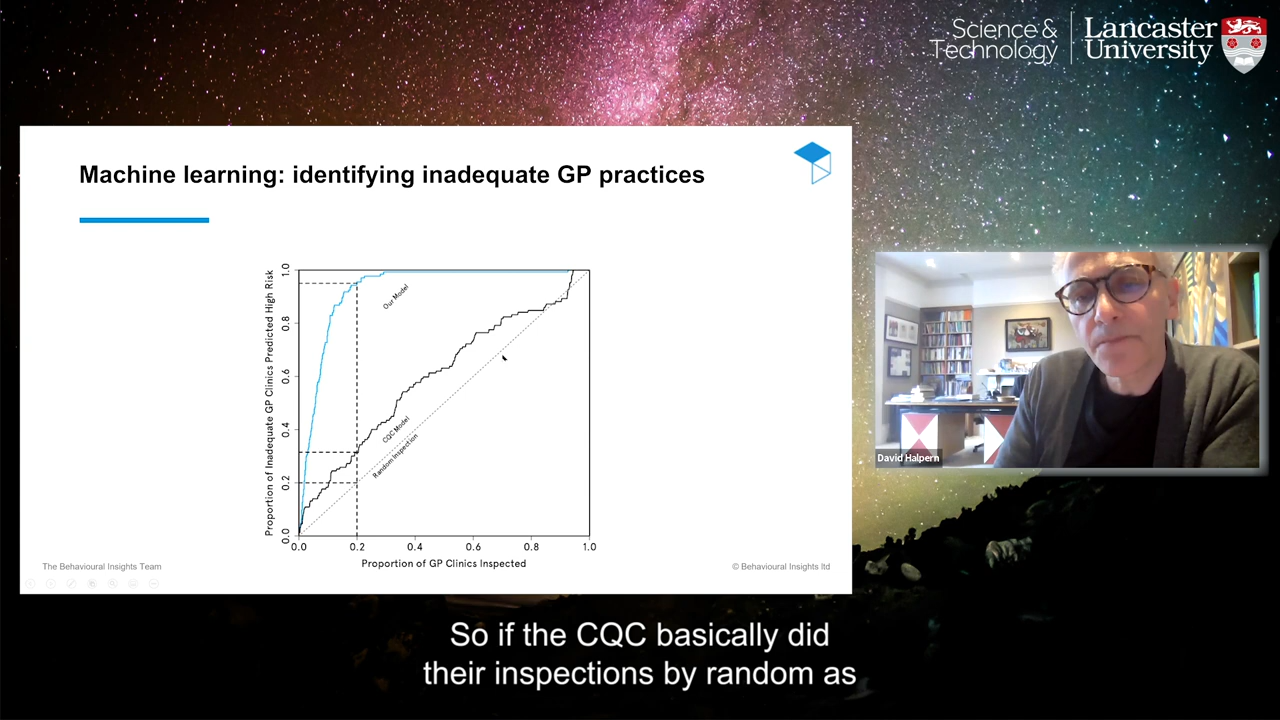 Science &
Technology
Lancaster
University
Machine learning: identifying inadequate GP practices
Proportion of Inadequate GP Clinics Predicted High Risk
1.0
0.8
0.6
0.4
0.2
0.0
Our Model
CQC Model
Random Inspection
0.0 0.2 0.4 0.6 0.8 1.0
Proportion of GP Clinics Inspected
The Behavioural Insights Team
© Behavioural Insights ltd
David Halpern
So if the CQC basically did
their inspections by random as